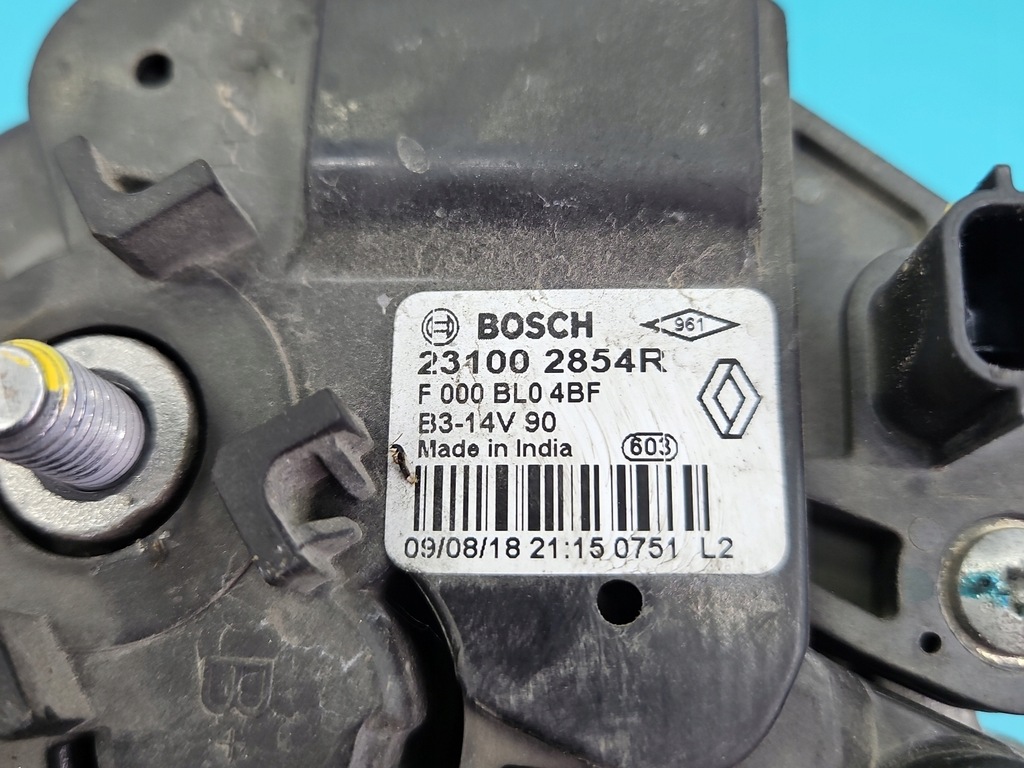 BOSCH 961
23100 2854R
F 000 BL0 4BF
B3-14V 90
Made in India 603
09/08/18 21:15 0751 L2
B+